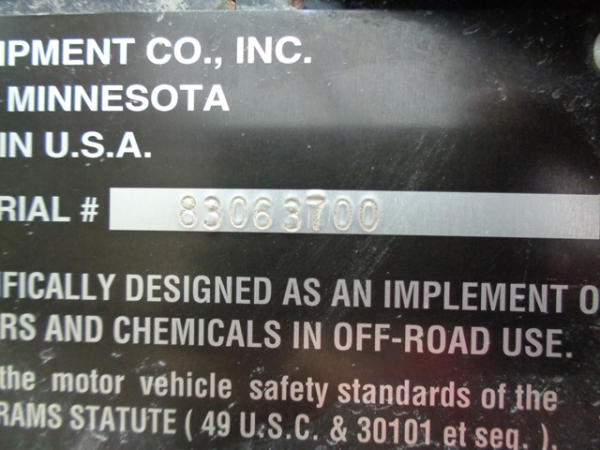 IPMENT CO., INC.
MINNESOTA
IN U.S.A.
RIAL # 83063700
IFICALLY DESIGNED AS AN IMPLEMENT O
RS AND CHEMICALS IN OFF-ROAD USE.
the motor vehicle safety standards of the
RAMS STATUTE ( 49 U.S.C. & 30101 et seq. ).